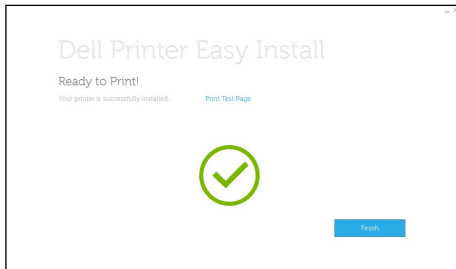 Dell Printer Easy Install
Ready to Print!
Your printer is successfully installed. Print Test Page
Finish